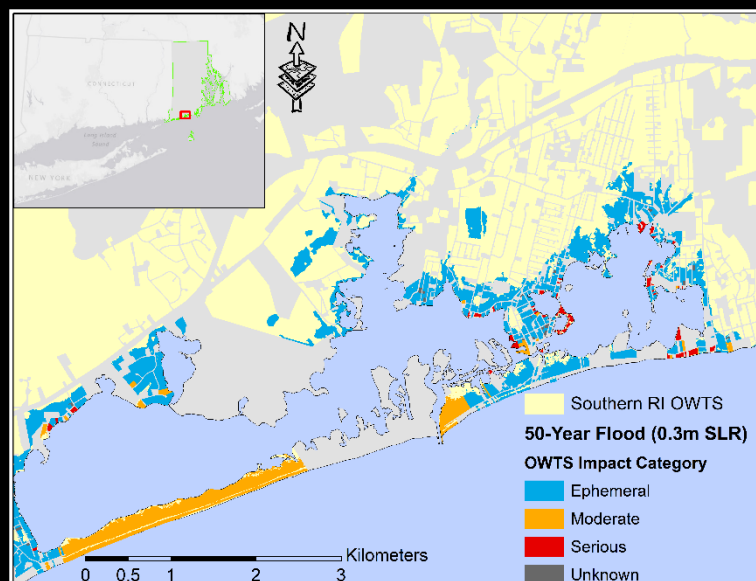 N
CONNECTICUT
Long Island
Sound
NEW YORK
Southern RI OWTS
50-Year Flood (0.3m SLR)
OWTS Impact Category
Ephemeral
Moderate
Serious
Unknown
Kilometers
0 0.5 1 2 3